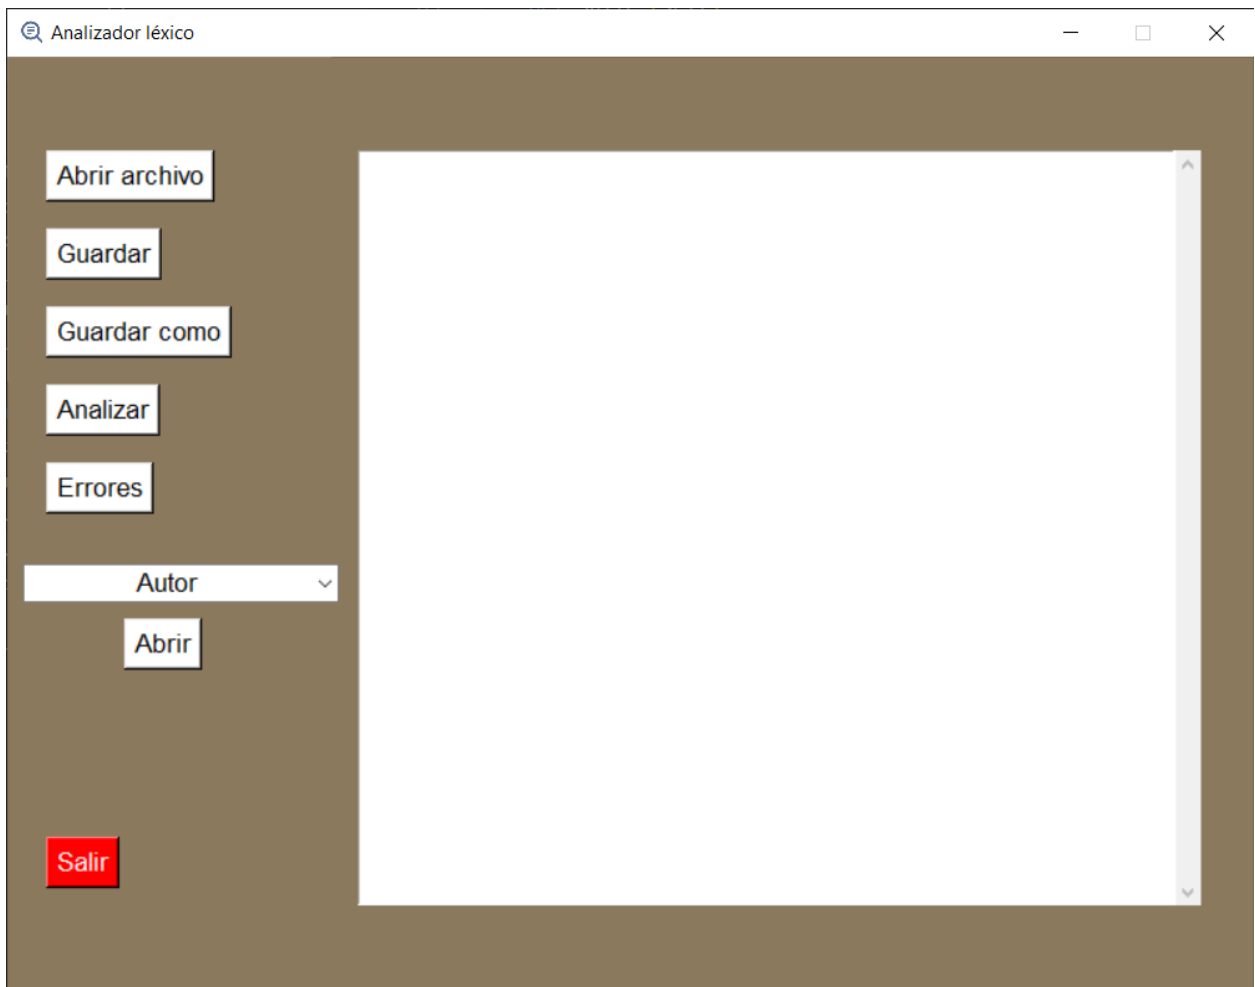 Analizador léxico
Abrir archivo
Guardar
Guardar como
Analizar
Errores
Autor
Abrir
Salir